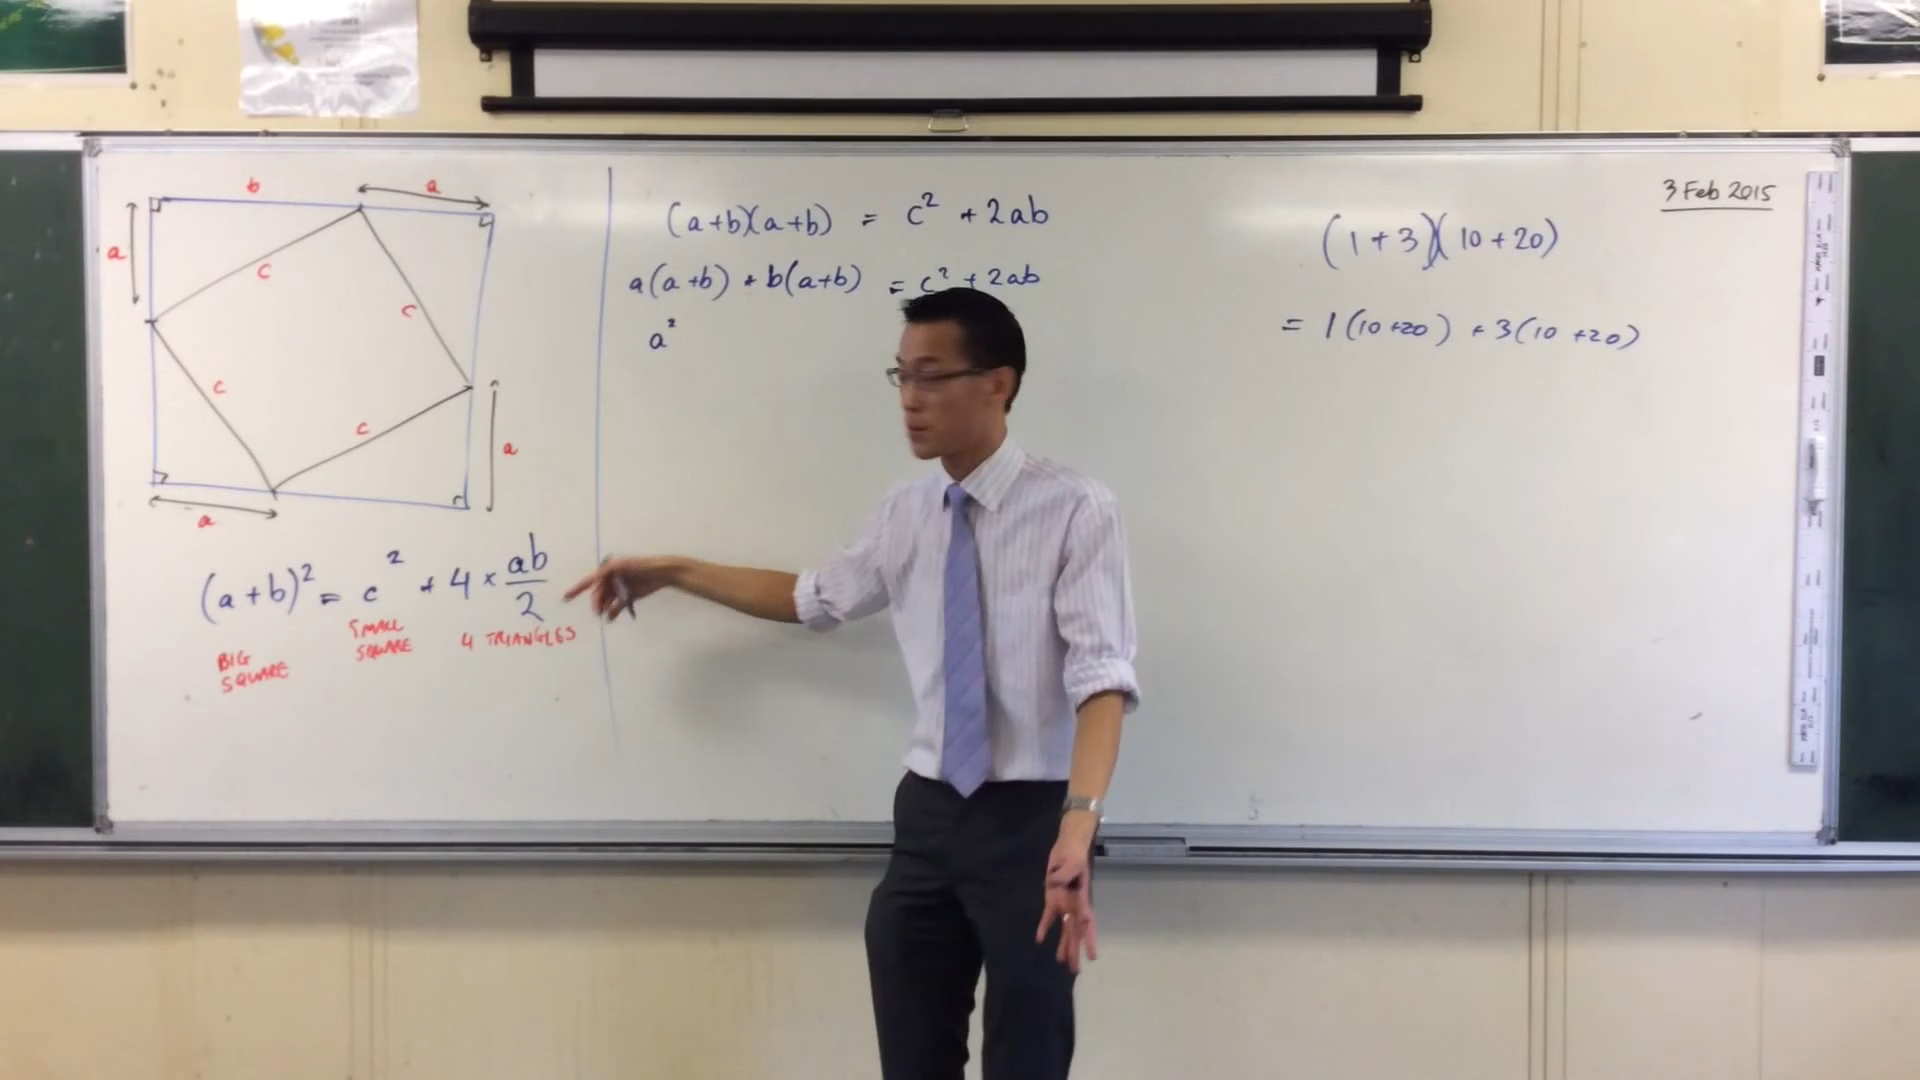 b a
a
c
c
c
c
a
a
(a+b)² = c² + 4 × ab/2
BIG SQUARE
SMALL SQUARE
4 TRIANGLES
(a+b)(a+b) = c² + 2ab
a(a+b) + b(a+b) = c² + 2ab
a²
3 Feb 2015
(1+3)(10+20)
= 1(10+20) + 3(10+20)